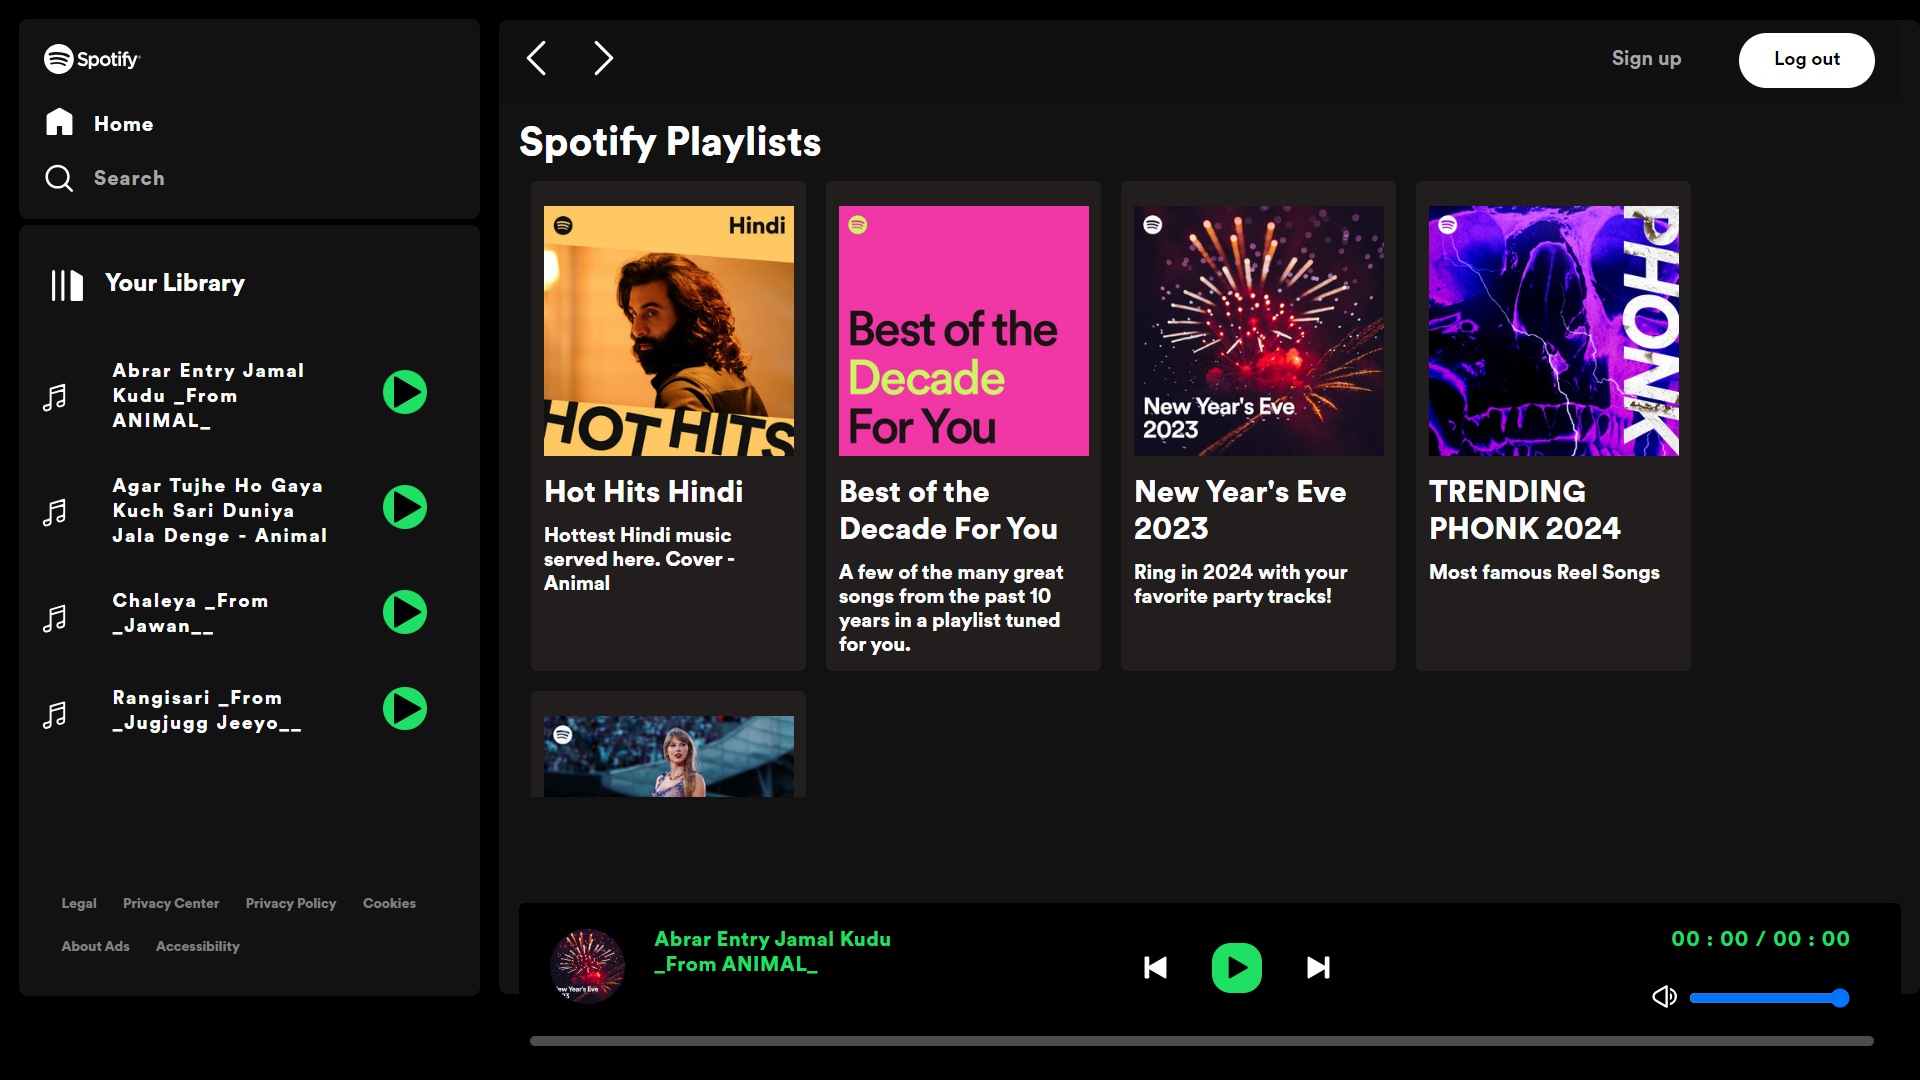 Spotify
Home
Search
Your Library
Abrar Entry Jamal
Kudu _From
ANIMAL_
Agar Tujhe Ho Gaya
Kuch Sari Duniya
Jala Denge - Animal
Chaleya _From
_Jawan__
Rangisari _From
_Jugjugg Jeeyo__
Legal Privacy Center Privacy Policy Cookies
About Ads Accessibility
Sign up
Log out
Spotify Playlists
Hindi
HOT HITS
Hot Hits Hindi
Hottest Hindi music
served here. Cover -
Animal
Best of the
Decade
For You
Best of the
Decade For You
A few of the many great
songs from the past 10
years in a playlist tuned
for you.
New Year's Eve
2023
New Year's Eve
2023
Ring in 2024 with your
favorite party tracks!
PHONK
TRENDING
PHONK 2024
Most famous Reel Songs
New Year's Eve
Abrar Entry Jamal Kudu
_From ANIMAL_
00 : 00 / 00 : 00